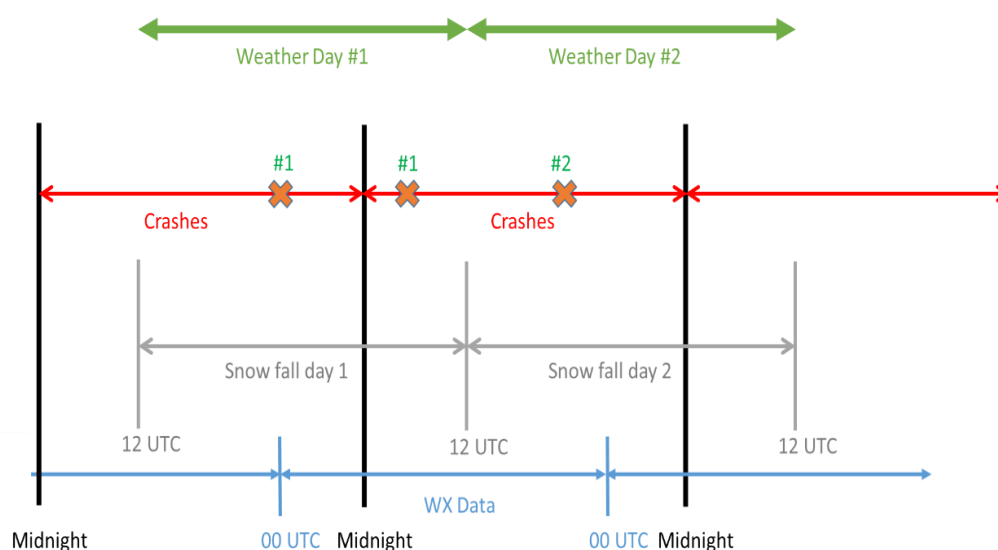 Weather Day #1
Weather Day #2
#1
#1
#2
Crashes
Crashes
Snow fall day 1
Snow fall day 2
12 UTC
12 UTC
12 UTC
WX Data
Midnight
00 UTC
Midnight
00 UTC
Midnight